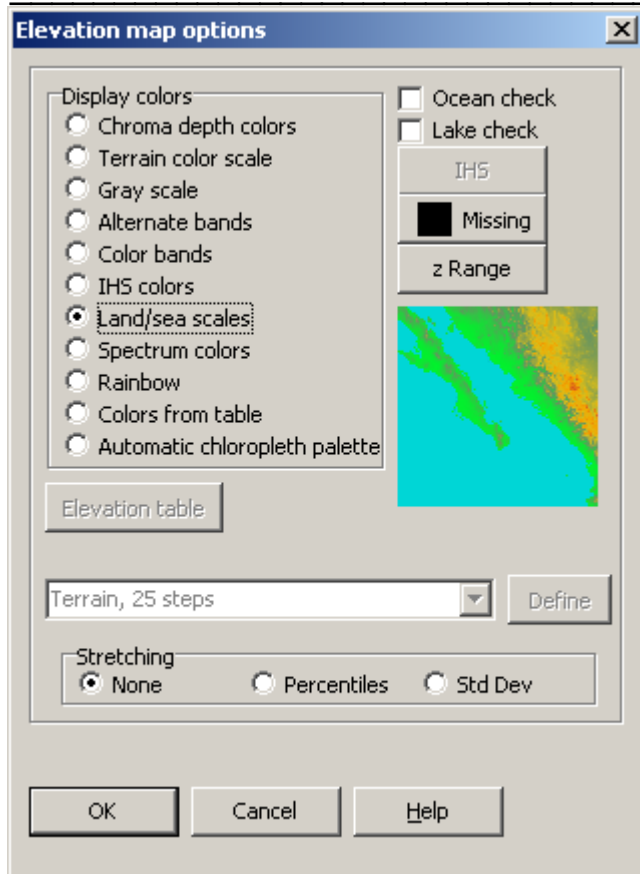 Elevation map options
Display colors
Chroma depth colors
Terrain color scale
Gray scale
Alternate bands
Color bands
IHS colors
Land/sea scales
Spectrum colors
Rainbow
Colors from table
Automatic chloropleth palette
Ocean check
Lake check
IHS
Missing
z Range
Elevation table
Terrain, 25 steps
Define
Stretching
None Percentiles Std Dev
OK Cancel Help